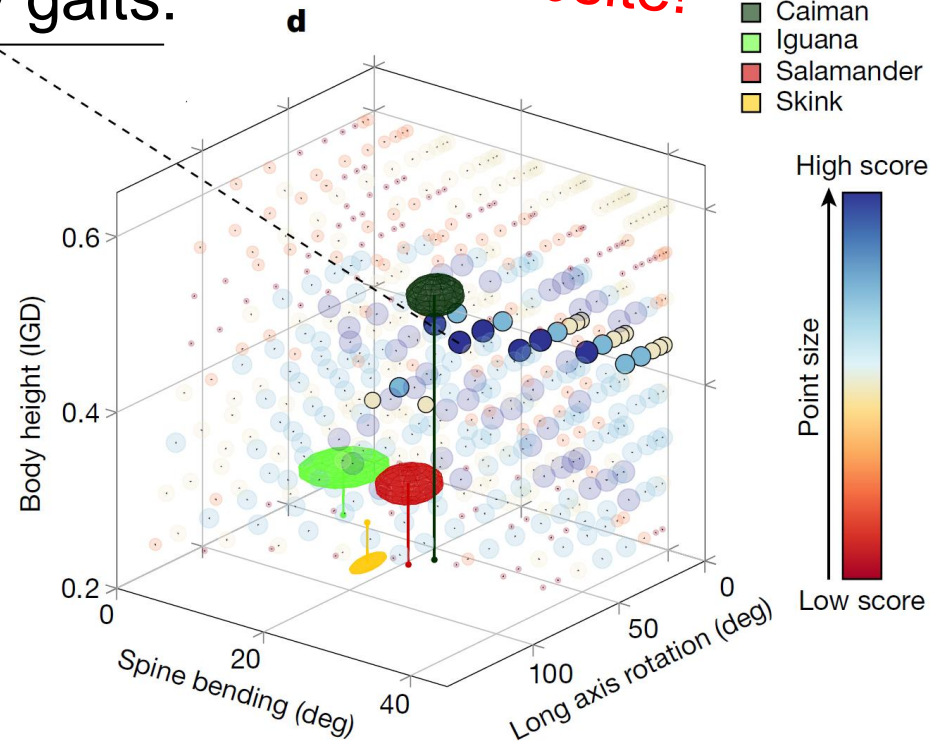 gaits.
d
Caiman
Iguana
Salamander
Skink
High score
Point size
Low score
Body height (IGD)
0.6
0.4
0.2
0
20
40
Spine bending (deg)
100
50
0
Long axis rotation (deg)